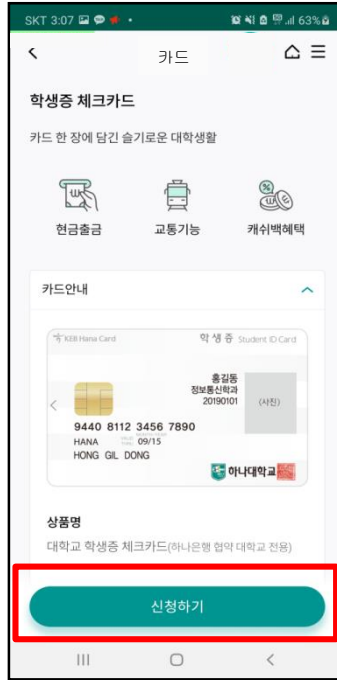 SKT 3:07
63%
카드
학생증 체크카드
카드 한 장에 담긴 슬기로운 대학생활
현금출금
교통기능
캐쉬백혜택
카드안내
KEB Hana Card
학 생 증 Student ID Card
홍길동
정보통신학과
20190101
(사진)
9440 8112 3456 7890
HANA 09/15
HONG GIL DONG
하나대학교
상품명
대학교 학생증 체크카드(하나은행 협약 대학교 전용)
신청하기